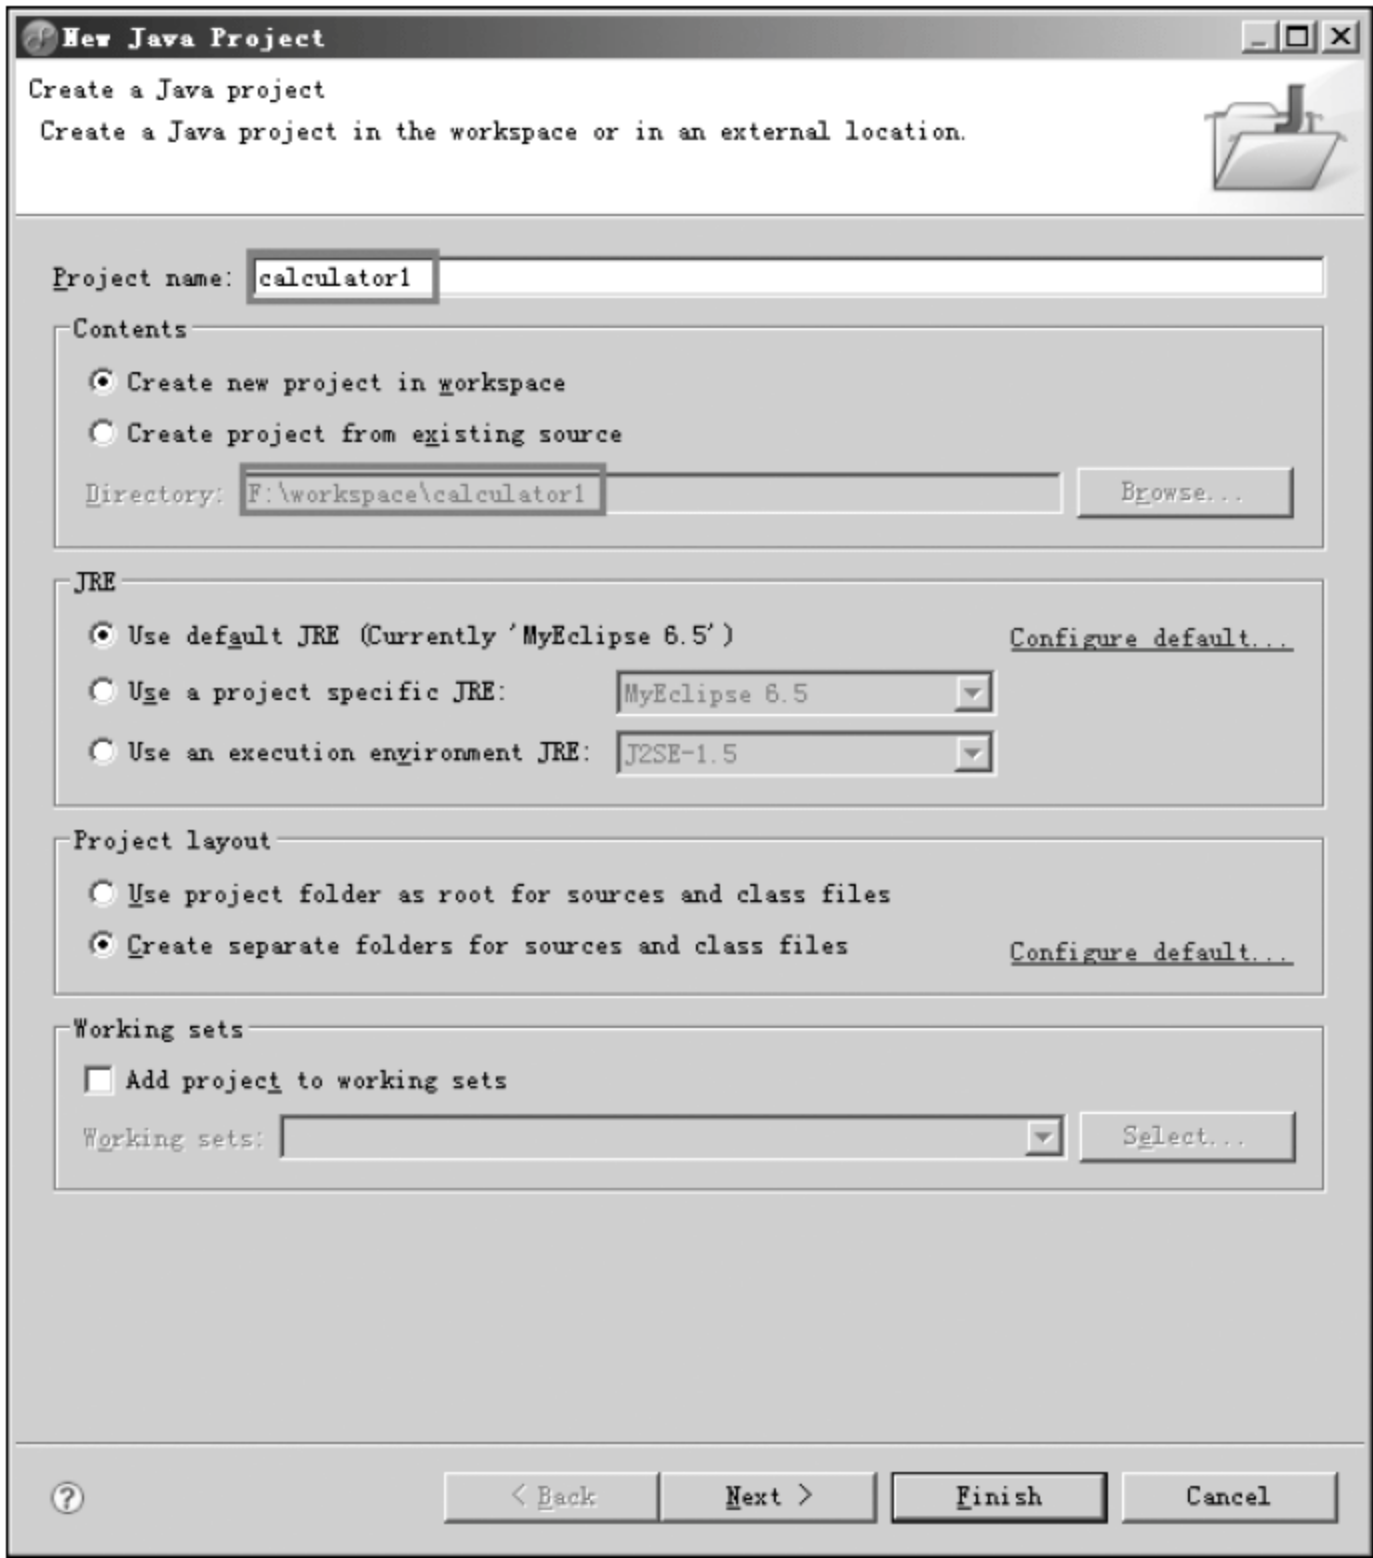 New Java Project
Create a Java project
Create a Java project in the workspace or in an external location.
Project name: calculator1
Contents
Create new project in workspace
Create project from existing source
Directory: F:\workspace\calculator1 Browse...
JRE
Use default JRE (Currently 'MyEclipse 6.5') Configure default...
Use a project specific JRE: MyEclipse 6.5
Use an execution environment JRE: J2SE-1.5
Project layout
Use project folder as root for sources and class files
Create separate folders for sources and class files Configure default...
Working sets
Add project to working sets
Working sets: Select...
? < Back Next > Finish Cancel